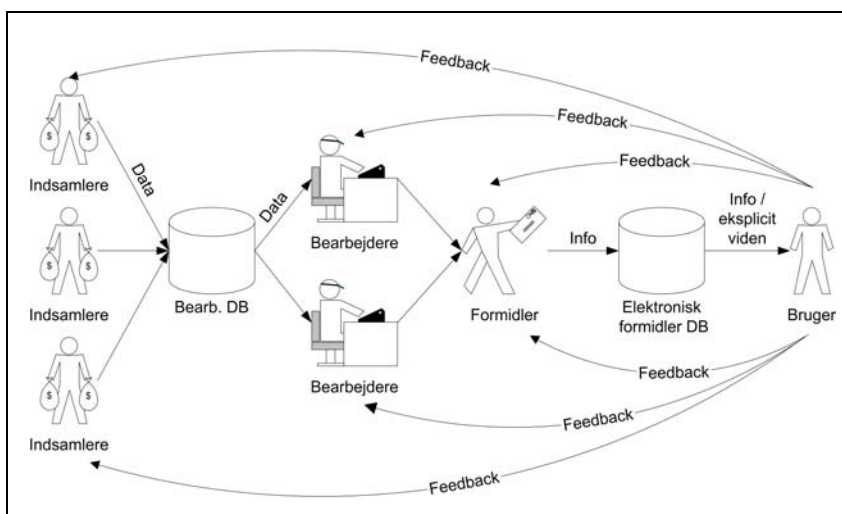 Feedback
Feedback
Feedback
$ $
Indsamlere
Data
Data
Bearbejdere
Info /
eksplicit
viden
Info
$ $
Indsamlere
Bearb. DB
Formidler
Elektronisk
formidler DB
Bruger
$ $
Indsamlere
Bearbejdere
Feedback
Feedback
Feedback